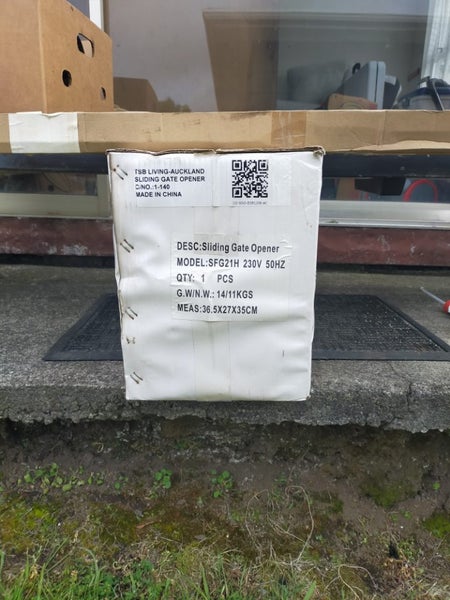 TSB LIVING-AUCKLAND
SLIDING GATE OPENER
C/NO.:1-140
MADE IN CHINA
DESC:Sliding Gate Opener
MODEL:SFG21H 230V 50HZ
QTY: 1 PCS
G.W/N.W.: 14/11KGS
MEAS:36.5X27X35CM